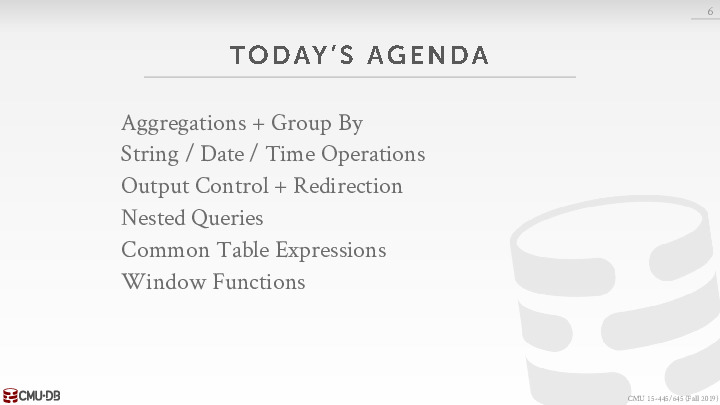 6
TODAY'S AGENDA
Aggregations + Group By
String / Date / Time Operations
Output Control + Redirection
Nested Queries
Common Table Expressions
Window Functions
CMU·DB
CMU 15-445/645 (Fall 2019)